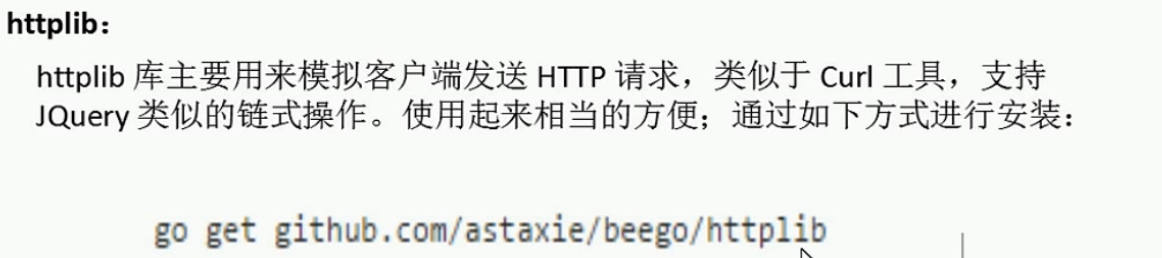 httplib：
httplib 库主要用来模拟客户端发送 HTTP 请求，类似于 Curl 工具，支持
JQuery 类似的链式操作。使用起来相当的方便；通过如下方式进行安装：
go get github.com/astaxie/beego/httplib